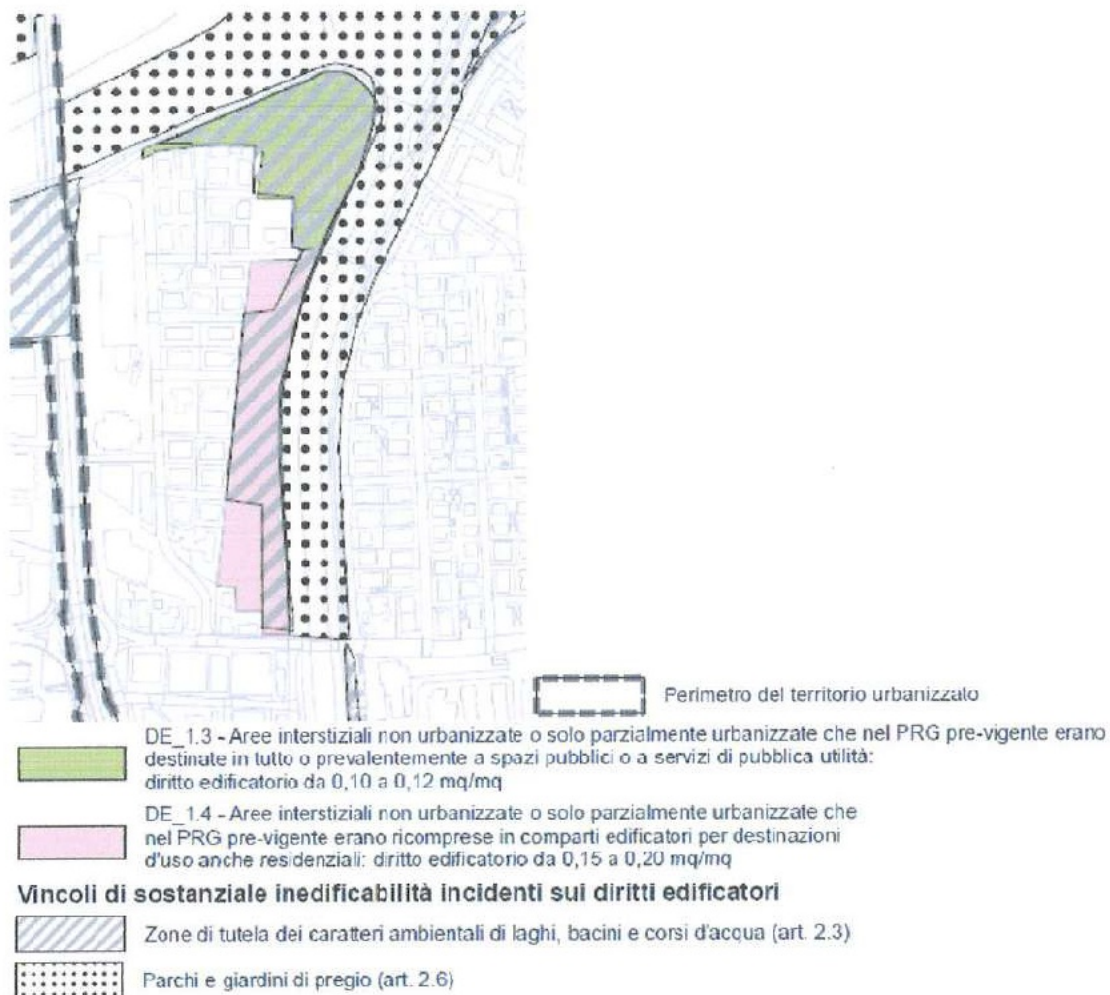 Perimetro del territorio urbanizzato
DE_1.3 - Aree interstiziali non urbanizzate o solo parzialmente urbanizzate che nel PRG pre-vigente erano
destinate in tutto o prevalentemente a spazi pubblici o a servizi di pubblica utilità:
diritto edificatorio da 0,10 a 0,12 mq/mq
DE_1.4 - Aree interstiziali non urbanizzate o solo parzialmente urbanizzate che
nel PRG pre-vigente erano ricomprese in comparti edificatori per destinazioni
d'uso anche residenziali: diritto edificatorio da 0,15 a 0,20 mq/mq
Vincoli di sostanziale inedificabilità incidenti sui diritti edificatori
Zone di tutela dei caratteri ambientali di laghi, bacini e corsi d'acqua (art. 2.3)
Parchi e giardini di pregio (art. 2.6)